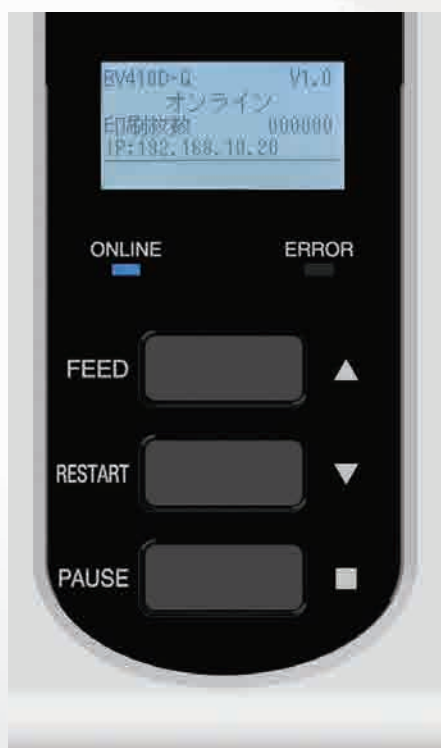 BV410D-G V1.0
オンライン
印刷枚数 000000
IP:192.168.10.20
ONLINE ERROR
FEED ▲
RESTART ▼
PAUSE ■